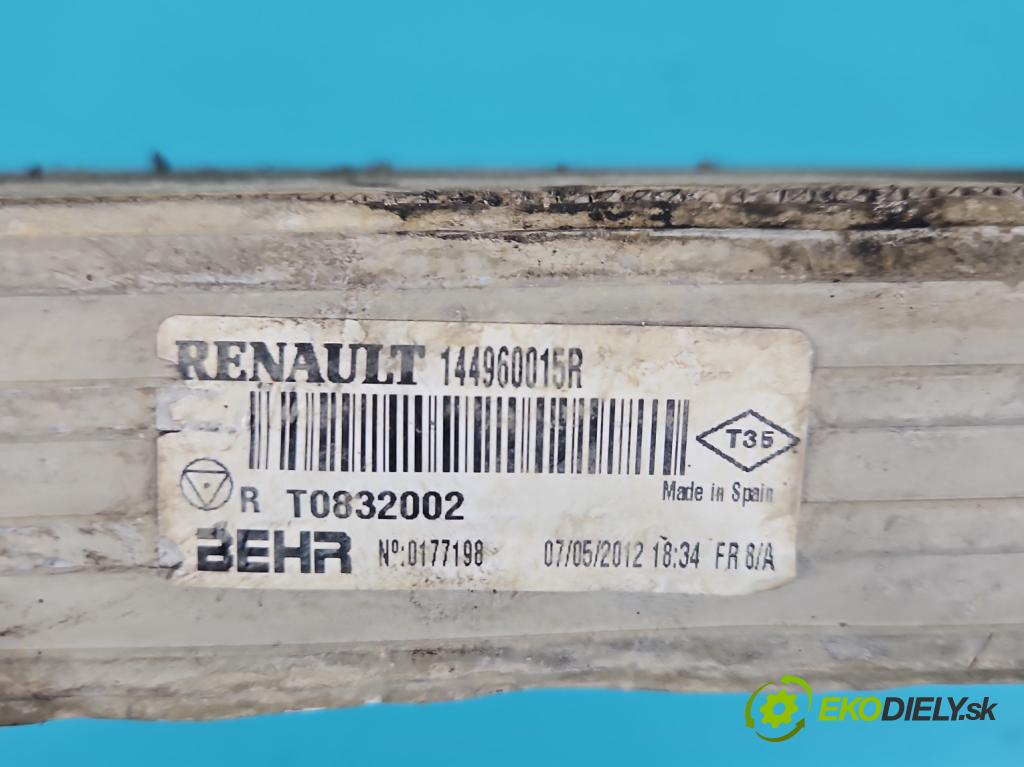 RENAULT 144960015R
T35
Made in Spain
R T0832002
BEHR Nº:0177198 07/05/2012 18:34 FR 8/A
EKODIELY.sk